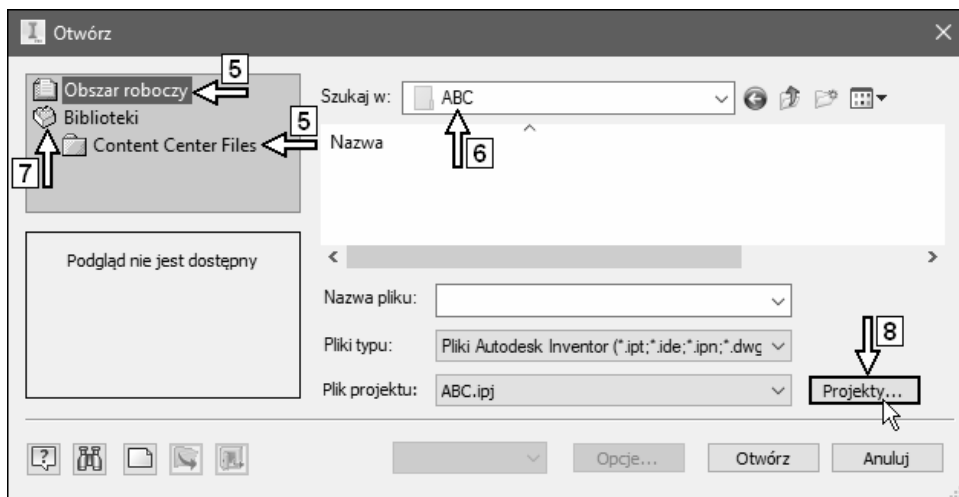 Otwórz
Obszar roboczy
5
Biblioteki
5
Content Center Files
7
Szukaj w: ABC
6
Nazwa
Podgląd nie jest dostępny
Nazwa pliku:
Pliki typu: Pliki Autodesk Inventor (*.ipt;*.ide;*.ipn;*.dwg
8
Plik projektu: ABC.ipj
Projekty...
Opcje...
Otwórz
Anuluj